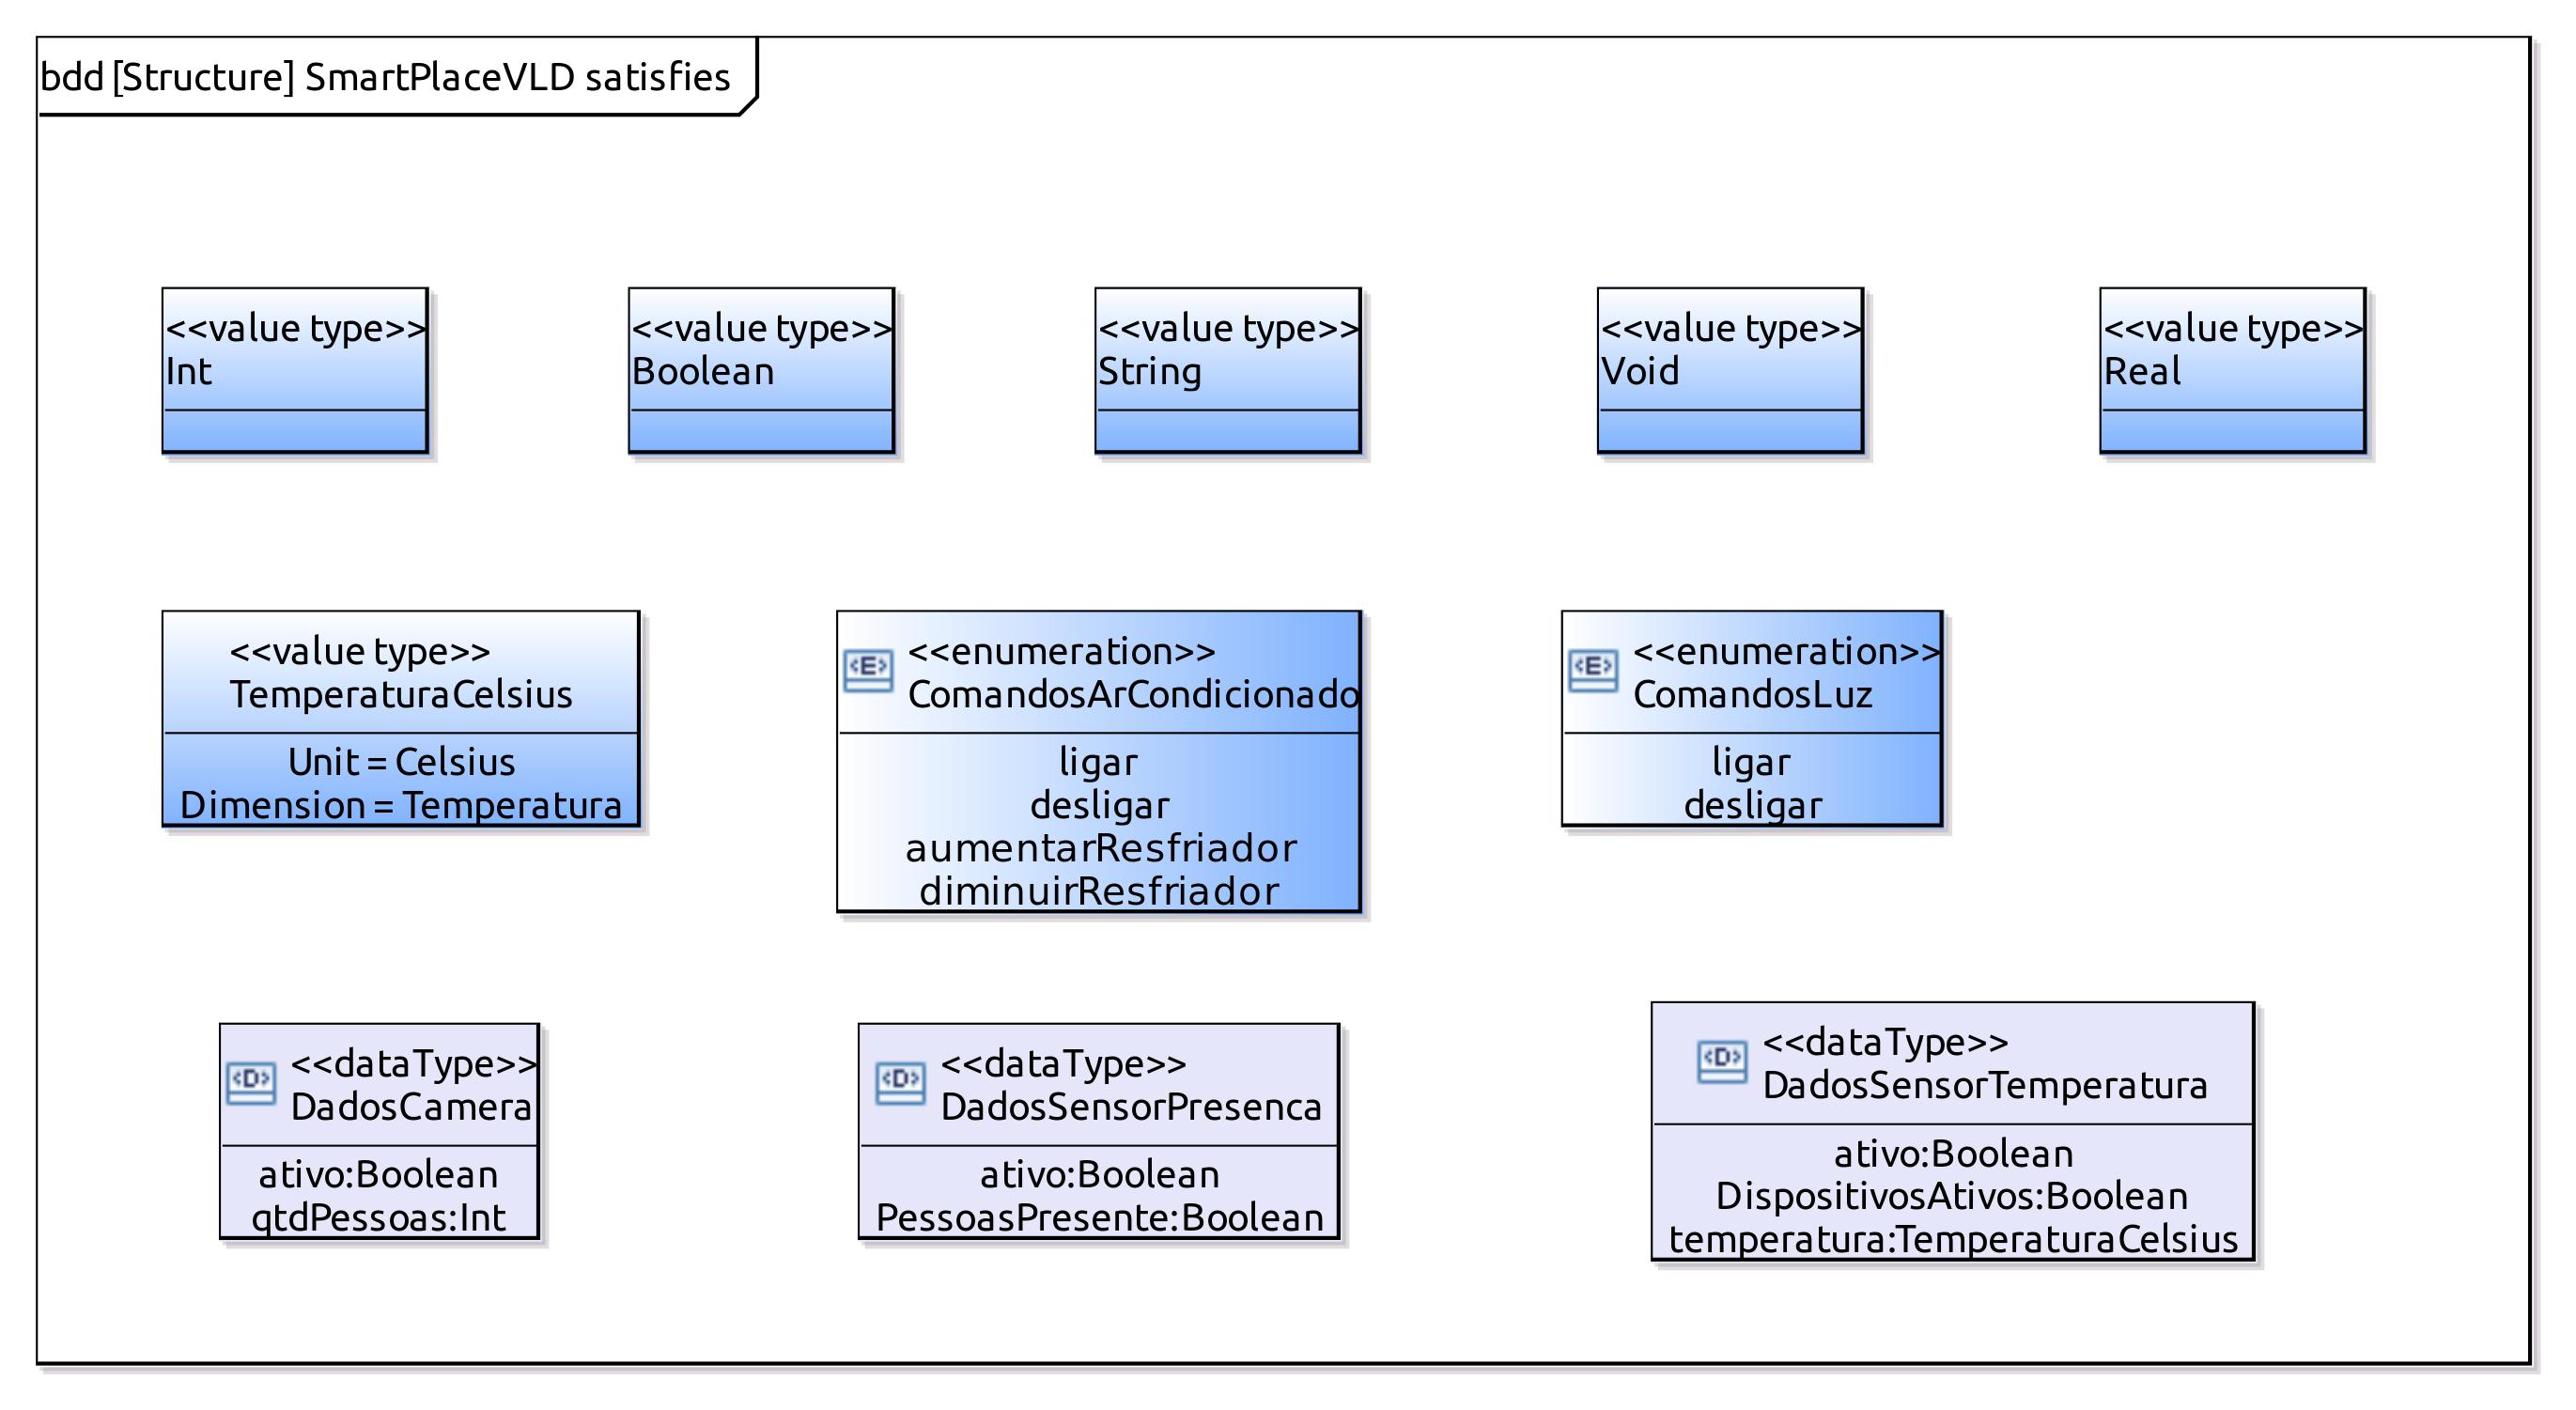 bdd [Structure] SmartPlaceVLD satisfies
<<value type>>
Int
<<value type>>
Boolean
<<value type>>
String
<<value type>>
Void
<<value type>>
Real
<<value type>>
TemperaturaCelsius
Unit = Celsius
Dimension = Temperatura
<E>
<<enumeration>>
ComandosArCondicionado
ligar
desligar
aumentarResfriador
diminuirResfriador
<E>
<<enumeration>>
ComandosLuz
ligar
desligar
<D>
<<dataType>>
DadosCamera
ativo:Boolean
qtdPessoas:Int
<D>
<<dataType>>
DadosSensorPresenca
ativo:Boolean
PessoasPresente:Boolean
<D>
<<dataType>>
DadosSensorTemperatura
ativo:Boolean
DispositivosAtivos:Boolean
temperatura:TemperaturaCelsius